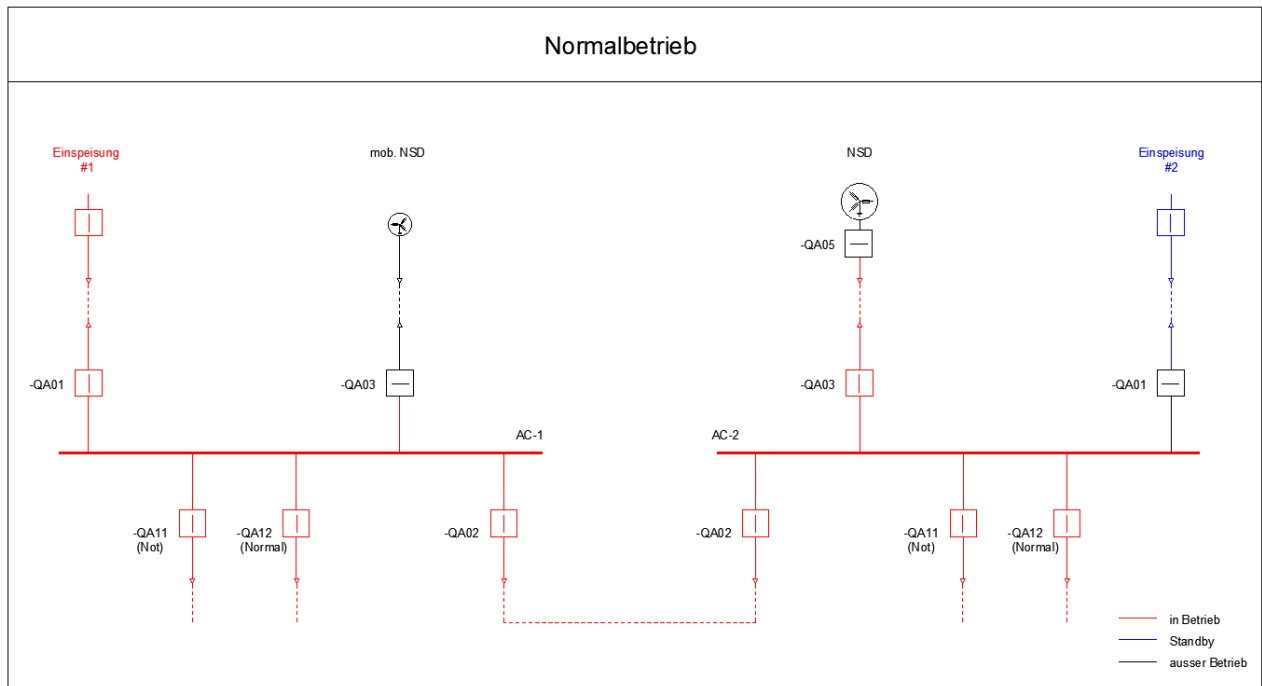 Normalbetrieb
Einspeisung
#1
mob. NSD
NSD
Einspeisung
#2
-QA05
-QA01
-QA03
-QA03
-QA01
AC-1
AC-2
-QA11
(Not)
-QA12
(Normal)
-QA02
-QA02
-QA11
(Not)
-QA12
(Normal)
in Betrieb
Standby
ausser Betrieb